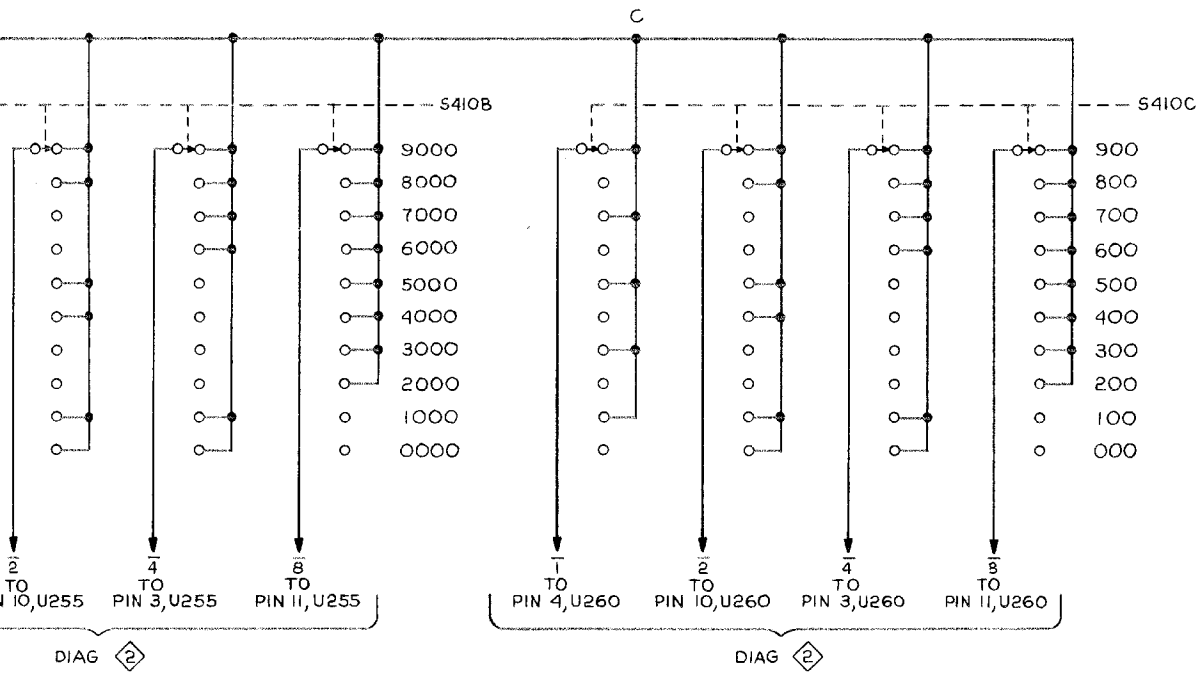 C
S410B
S410C
9000
8000
7000
6000
5000
4000
3000
2000
1000
0000
900
800
700
600
500
400
300
200
100
000
2̅
TO
N 10, U255
4̅
TO
PIN 3, U255
8̅
TO
PIN 11, U255
1̅
TO
PIN 4, U260
2̅
TO
PIN 10, U260
4̅
TO
PIN 3, U260
8̅
TO
PIN 11, U260
DIAG 2
DIAG 2